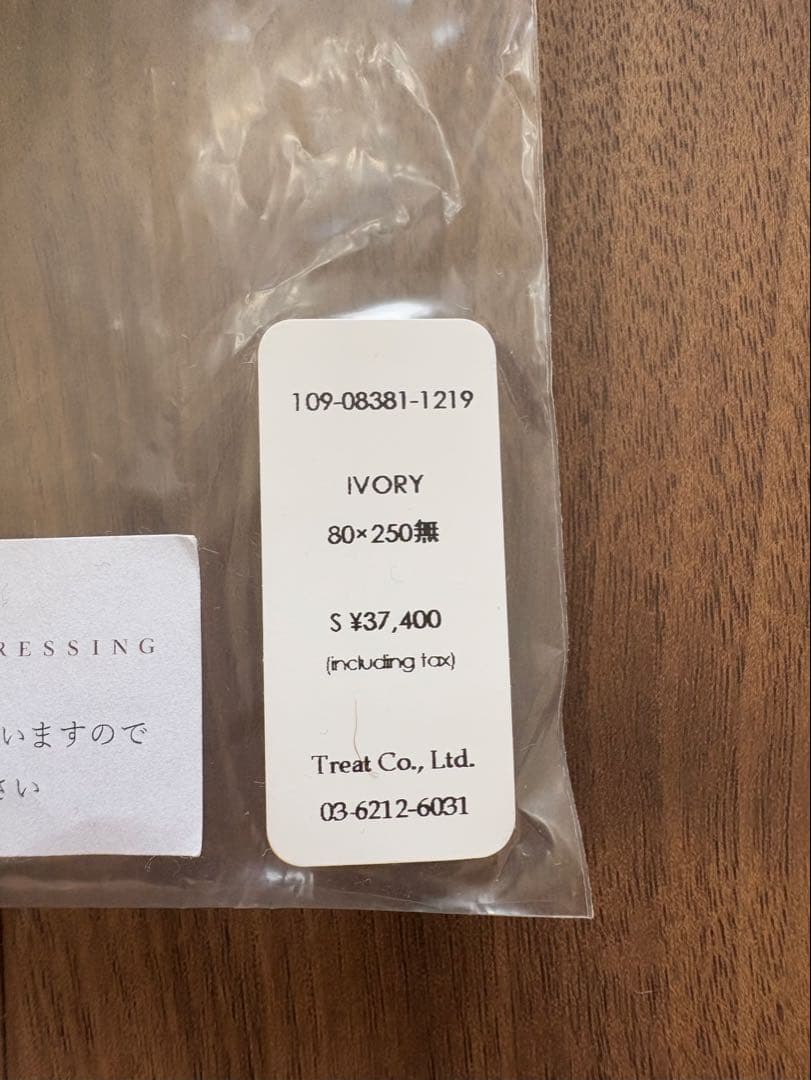 109-08381-1219
IVORY
80×250無
S ¥37,400
(including tax)
Treat Co., Ltd.
03-6212-6031
RESSING
いますので
さい